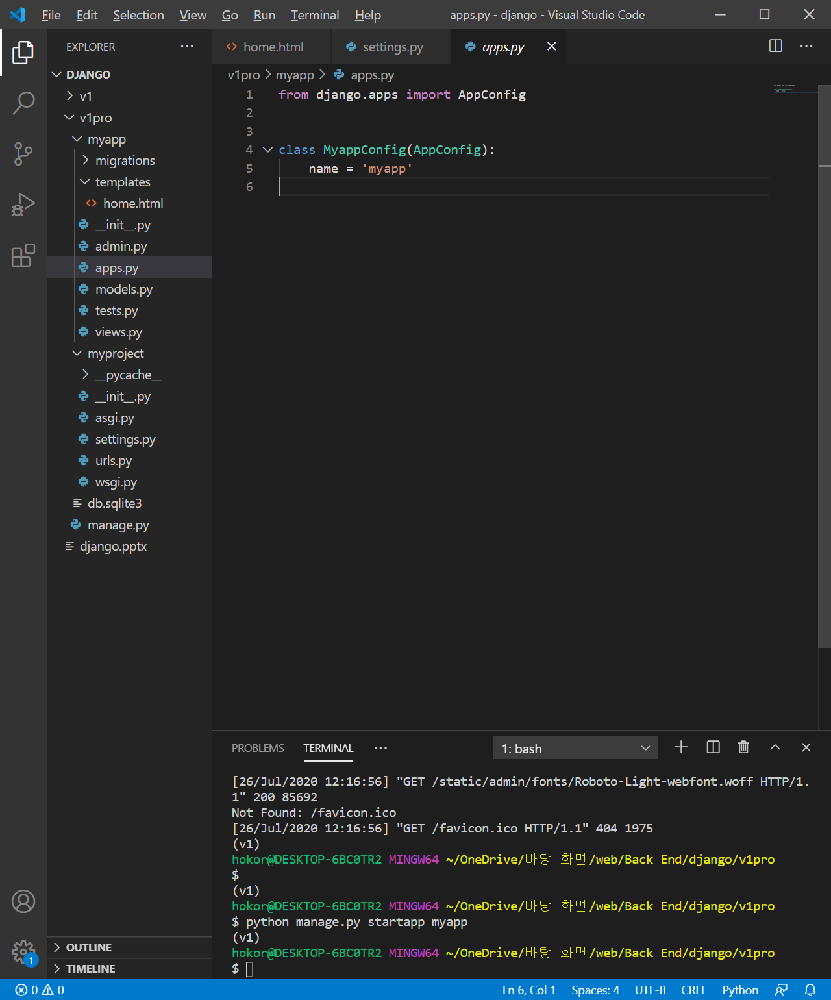 File Edit Selection View Go Run Terminal Help apps.py - django - Visual Studio Code
EXPLORER ···
home.html settings.py apps.py
DJANGO
v1
v1pro
myapp
migrations
templates
home.html
__init__.py
admin.py
apps.py
models.py
tests.py
views.py
myproject
__pycache__
__init__.py
asgi.py
settings.py
urls.py
wsgi.py
db.sqlite3
manage.py
django.pptx
OUTLINE
TIMELINE
v1pro > myapp > apps.py
1 from django.apps import AppConfig
2
3
4 class MyappConfig(AppConfig):
5 name = 'myapp'
6
PROBLEMS TERMINAL ··· 1: bash
[26/Jul/2020 12:16:56] "GET /static/admin/fonts/Roboto-Light-webfont.woff HTTP/1.
1" 200 85692
Not Found: /favicon.ico
[26/Jul/2020 12:16:56] "GET /favicon.ico HTTP/1.1" 404 1975
(v1)
hokor@DESKTOP-6BC0TR2 MINGW64 ~/OneDrive/바탕 화면/web/Back End/django/v1pro
$
(v1)
hokor@DESKTOP-6BC0TR2 MINGW64 ~/OneDrive/바탕 화면/web/Back End/django/v1pro
$ python manage.py startapp myapp
(v1)
hokor@DESKTOP-6BC0TR2 MINGW64 ~/OneDrive/바탕 화면/web/Back End/django/v1pro
$
1
0 0 Ln 6, Col 1 Spaces: 4 UTF-8 CRLF Python